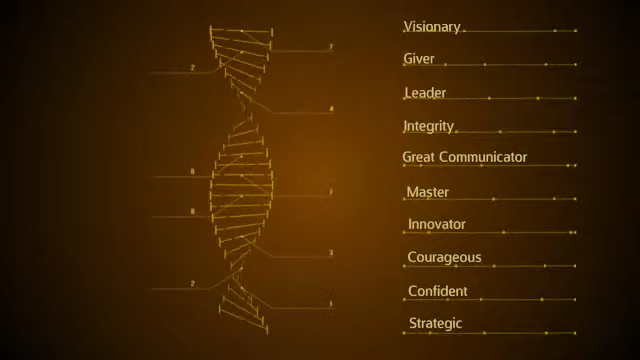 Visionary
Giver
Leader
Integrity
Great Communicator
Master
Innovator
Courageous
Confident
Strategic